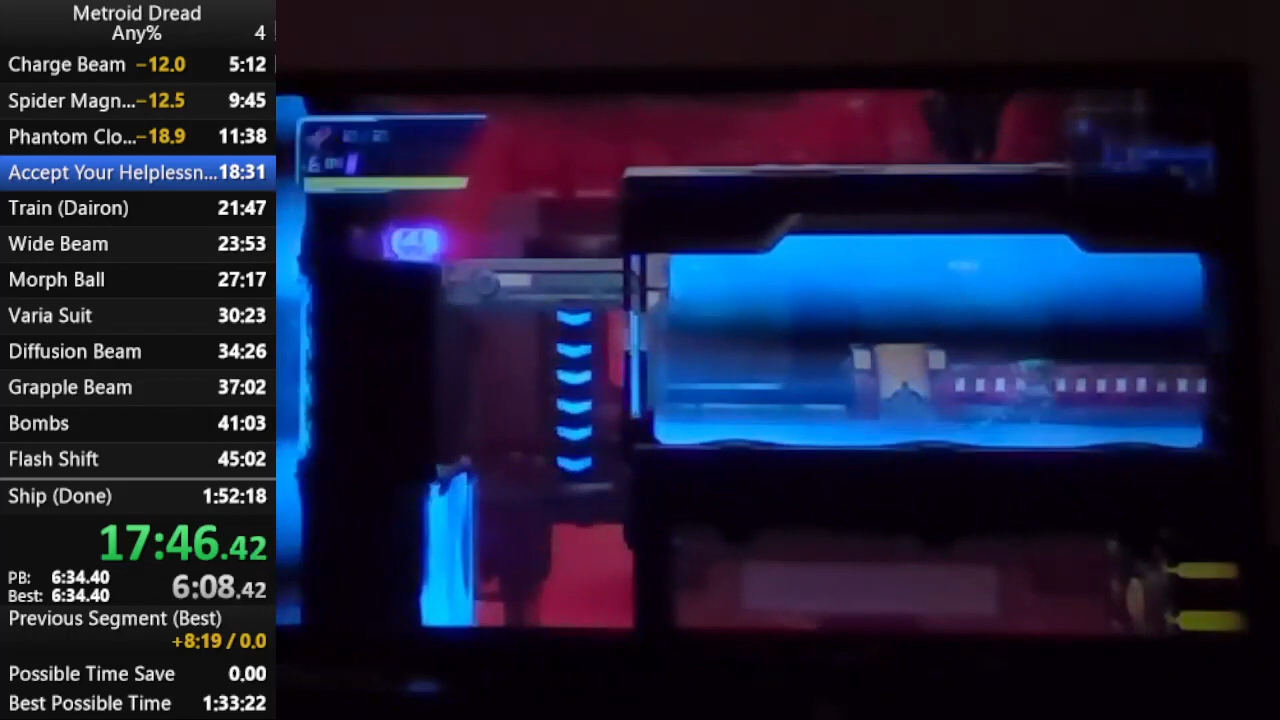 Metroid Dread
Any% 4
Charge Beam −12.0 5:12
Spider Magn... −12.5 9:45
Phantom Clo... −18.9 11:38
Accept Your Helplessn... 18:31
Train (Dairon) 21:47
Wide Beam 23:53
Morph Ball 27:17
Varia Suit 30:23
Diffusion Beam 34:26
Grapple Beam 37:02
Bombs 41:03
Flash Shift 45:02
Ship (Done) 1:52:18
17:46.42
PB: 6:34.40
Best: 6:34.40 6:08.42
Previous Segment (Best)
+8:19 / 0.0
Possible Time Save 0.00
Best Possible Time 1:33:22